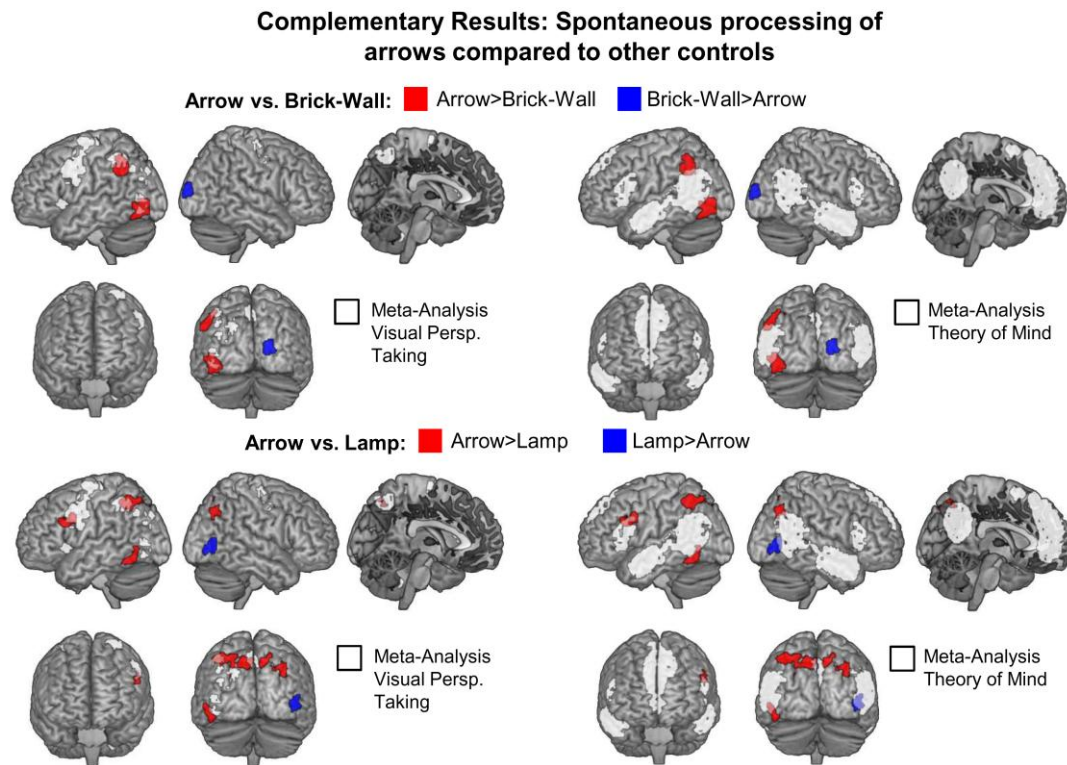 Complementary Results: Spontaneous processing of
arrows compared to other controls
Arrow vs. Brick-Wall: Arrow>Brick-Wall Brick-Wall>Arrow
Meta-Analysis
Visual Persp.
Taking
Meta-Analysis
Theory of Mind
Arrow vs. Lamp: Arrow>Lamp Lamp>Arrow
Meta-Analysis
Visual Persp.
Taking
Meta-Analysis
Theory of Mind